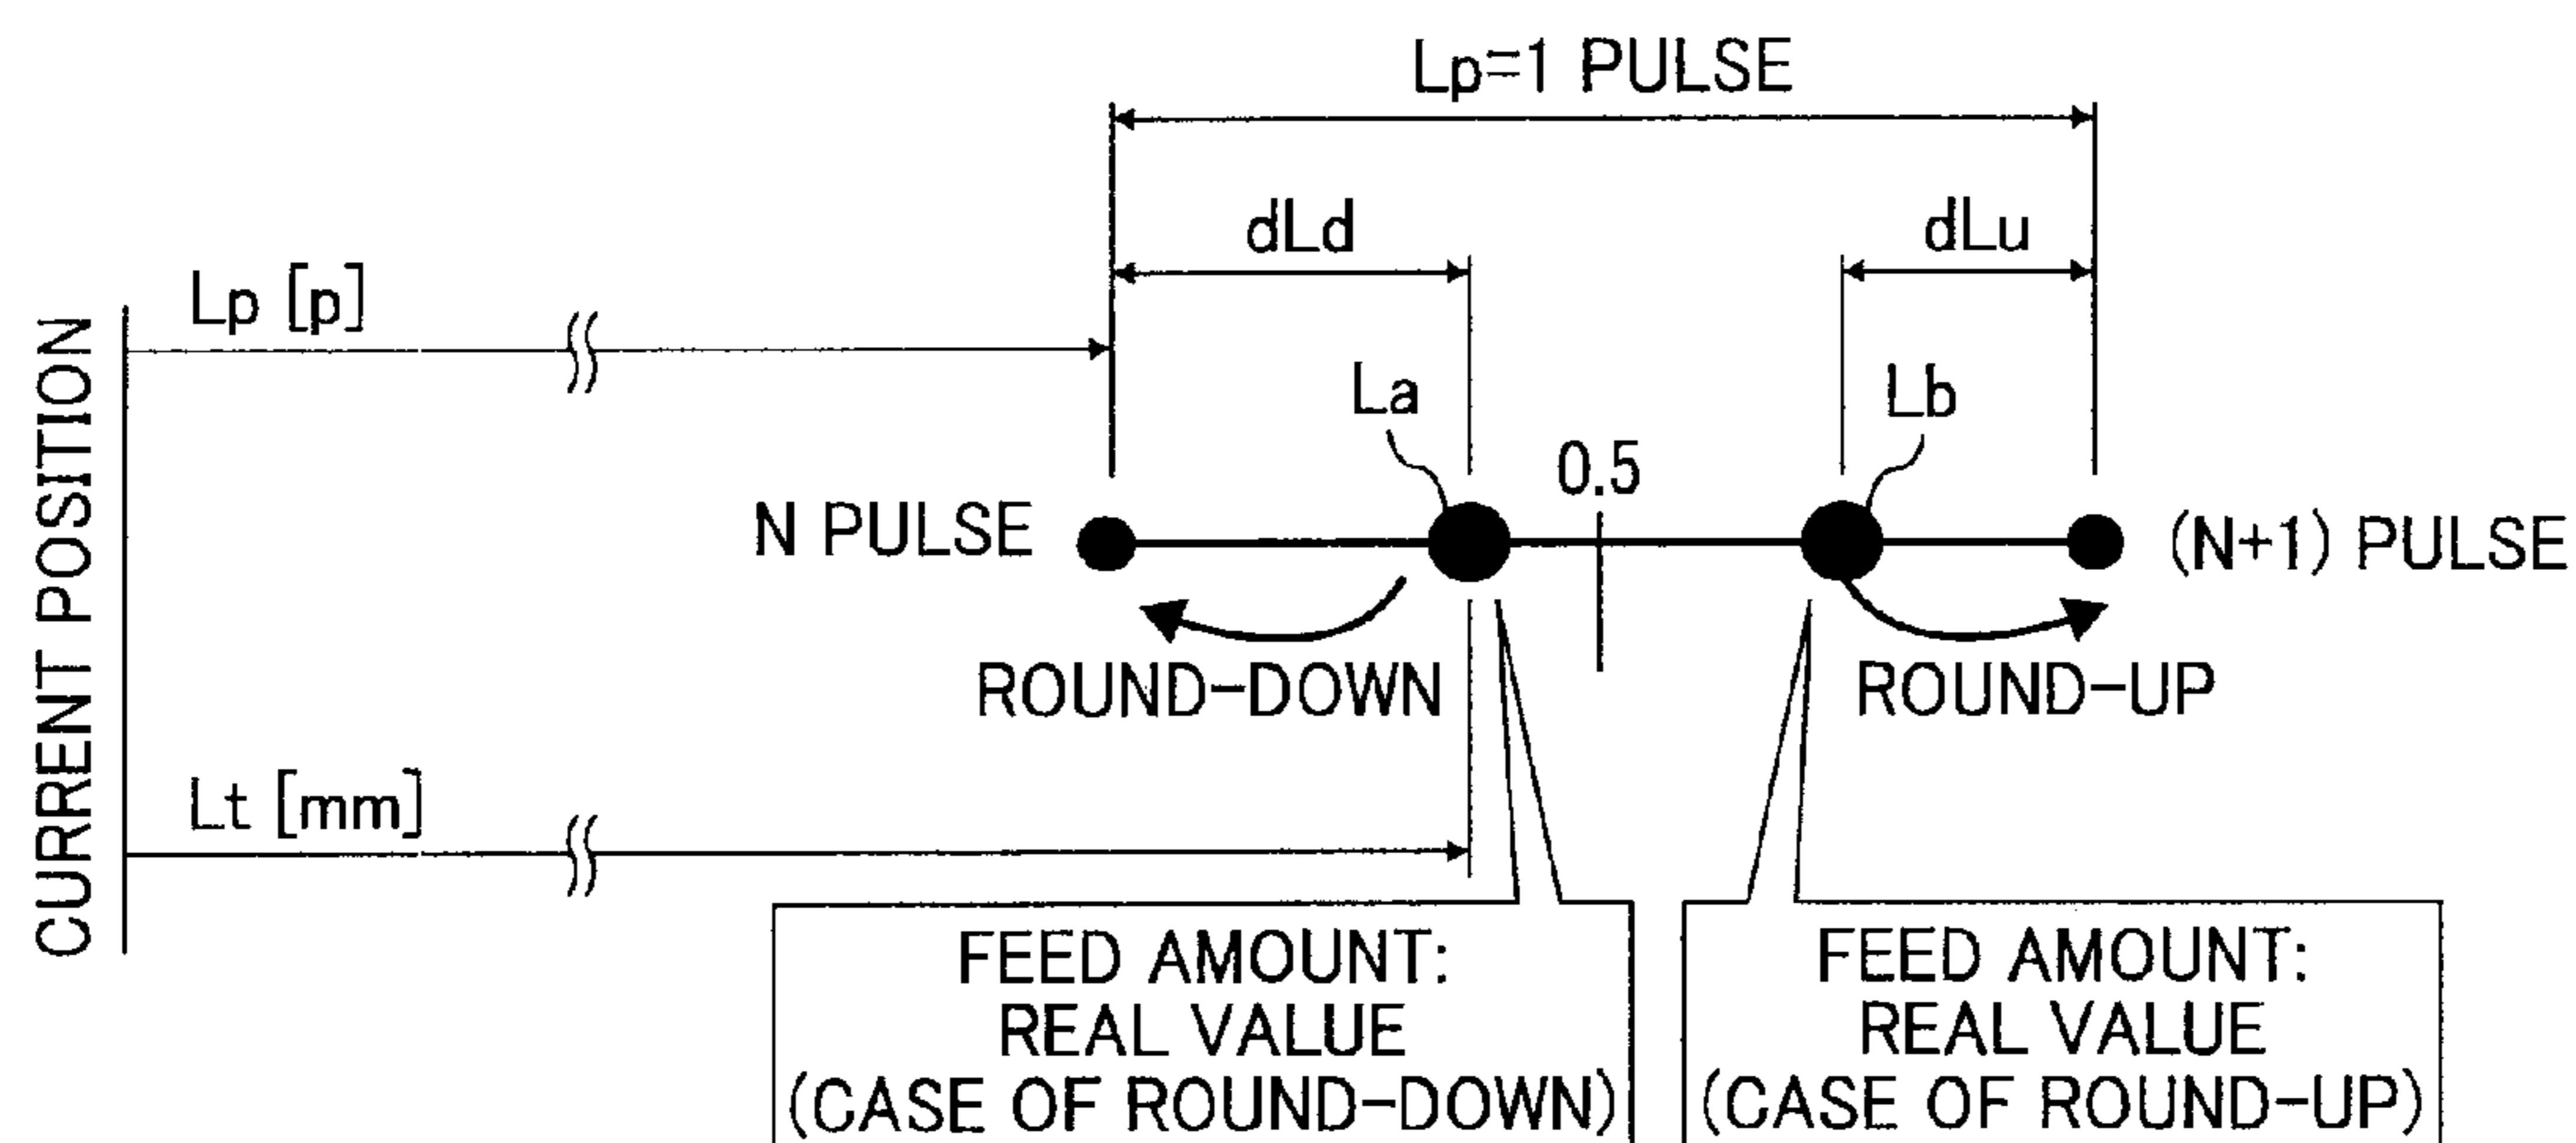 Lp=1 PULSE
dLd
dLu
Lp [p]
La
Lb
0.5
N PULSE
(N+1) PULSE
ROUND-DOWN
ROUND-UP
CURRENT POSITION
Lt [mm]
FEED AMOUNT:
REAL VALUE
(CASE OF ROUND-DOWN)
FEED AMOUNT:
REAL VALUE
(CASE OF ROUND-UP)